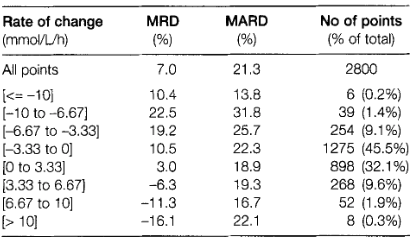 Rate of change MRD MARD No of points
(mmol/L/h) (%) (%) (% of total)
All points 7.0 21.3 2800
[<= −10] 10.4 13.8 6 (0.2%)
[−10 to −6.67] 22.5 31.8 39 (1.4%)
[−6.67 to −3.33] 19.2 25.7 254 (9.1%)
[−3.33 to 0] 10.5 22.3 1275 (45.5%)
[0 to 3.33] 3.0 18.9 898 (32.1%)
[3.33 to 6.67] −6.3 19.3 268 (9.6%)
[6.67 to 10] −11.3 16.7 52 (1.9%)
[> 10] −16.1 22.1 8 (0.3%)